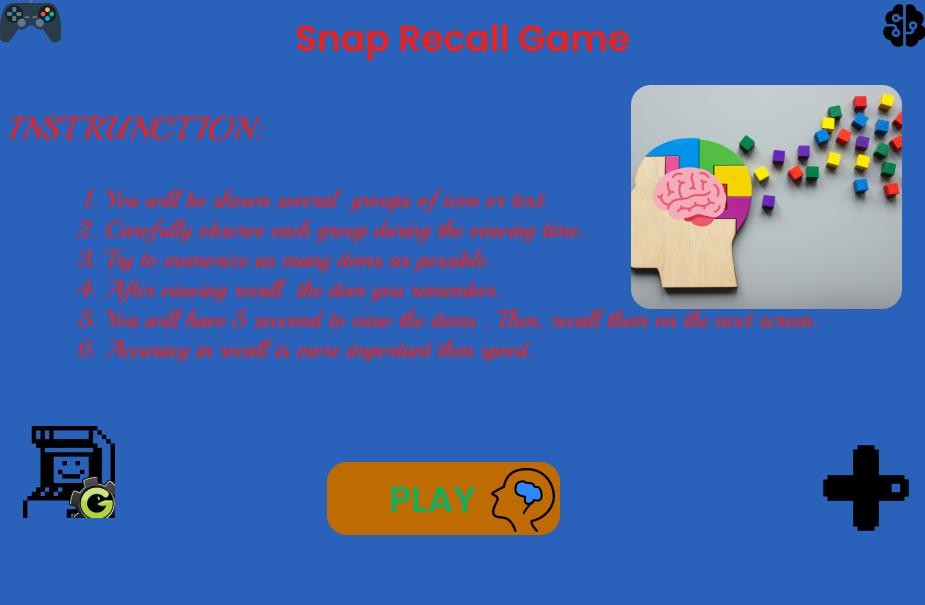 Snap Recall Game
INSTRUNCTION:
1. You will be shown several groups of icon or text.
2. Carefully observe each group during the viewing time.
3. Try to memorize as many items as possible.
4. After viewing recall the item you remember.
5. You will have 5 seccond to view the items . Then, recall them on the next screen.
6. Accuracy in recall is more important then speed
PLAY
G